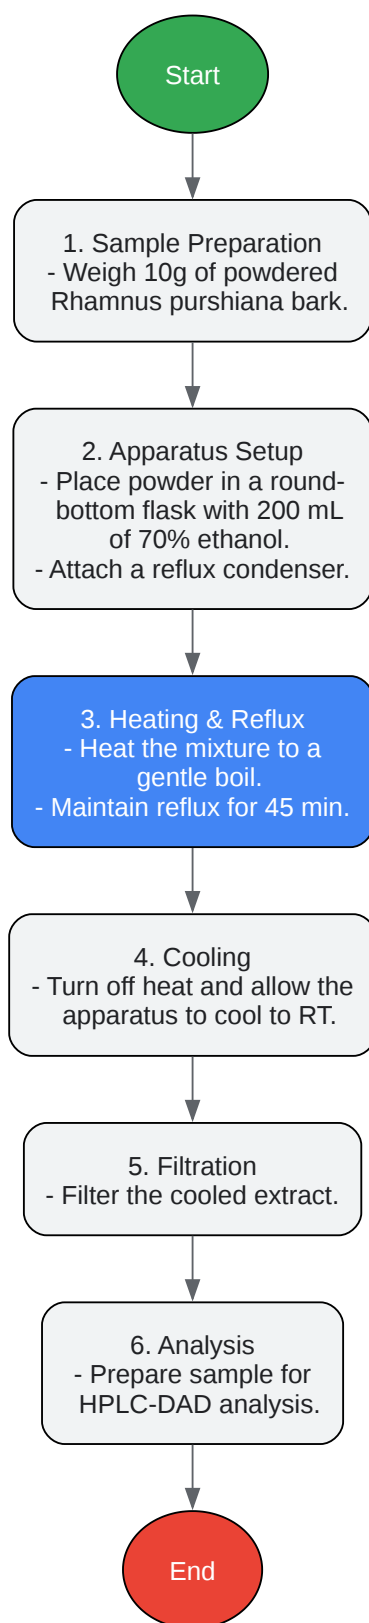 Start
1. Sample Preparation
- Weigh 10g of powdered
Rhamnus purshiana bark.
2. Apparatus Setup
- Place powder in a round-
bottom flask with 200 mL
of 70% ethanol.
- Attach a reflux condenser.
3. Heating & Reflux
- Heat the mixture to a
gentle boil.
- Maintain reflux for 45 min.
4. Cooling
- Turn off heat and allow the
apparatus to cool to RT.
5. Filtration
- Filter the cooled extract.
6. Analysis
- Prepare sample for
HPLC-DAD analysis.
End